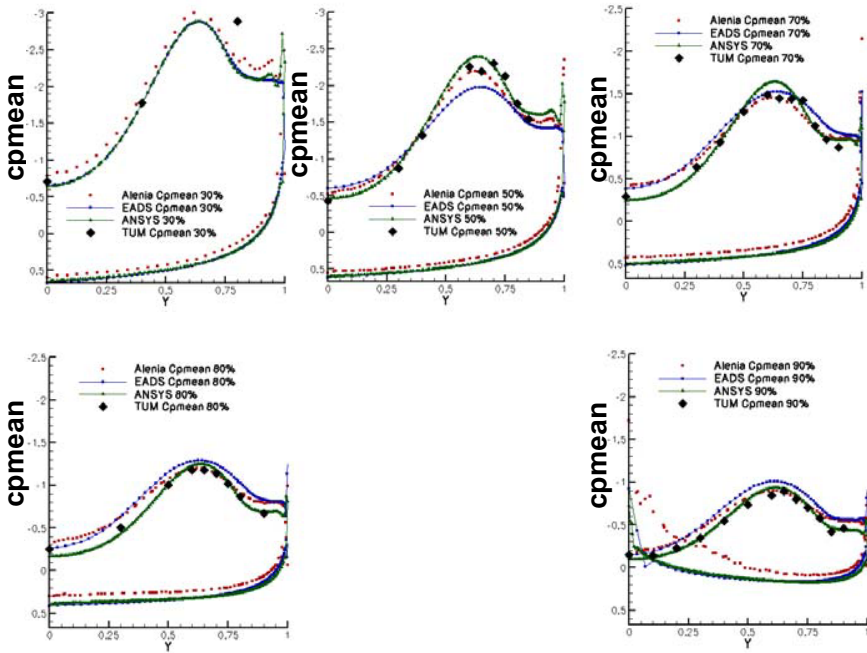 cpmean
-3
-2.5
-2
-1.5
-1
-0.5
0
0.5
Alenia Cpmean 30%
EADS Cpmean 30%
ANSYS 30%
TUM Cpmean 30%
0 0.25 0.5 0.75 1
Y
cpmean
-3
-2.5
-2
-1.5
-1
-0.5
0
0.5
Alenia Cpmean 50%
EADS Cpmean 50%
ANSYS 50%
TUM Cpmean 50%
0 0.25 0.5 0.75 1
Y
cpmean
-2.5
-2
-1.5
-1
-0.5
0
0.5
Alenia Cpmean 70%
EADS Cpmean 70%
ANSYS 70%
TUM Cpmean 70%
0 0.25 0.5 0.75 1
Y
cpmean
-2.5
-2
-1.5
-1
-0.5
0
0.5
Alenia Cpmean 80%
EADS Cpmean 80%
ANSYS 80%
TUM Cpmean 80%
0 0.25 0.5 0.75 1
Y
cpmean
-2.5
-2
-1.5
-1
-0.5
0
0.5
Alenia Cpmean 90%
EADS Cpmean 90%
ANSYS 90%
TUM Cpmean 90%
0 0.25 0.5 0.75 1
Y